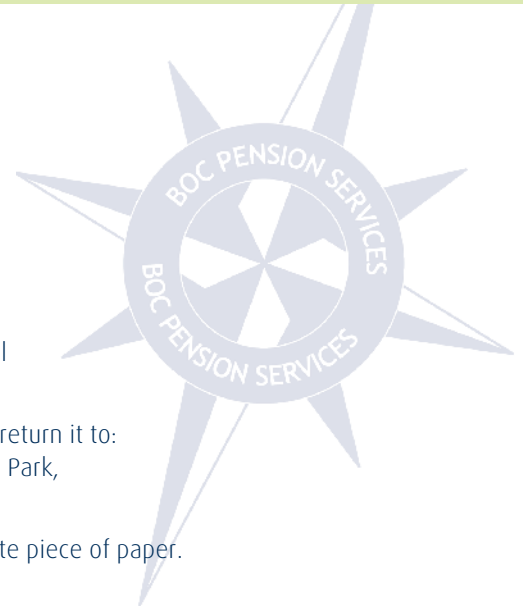 BOC PENSION SERVICES
BOC PENSION SERVICES
l
return it to:
Park,
te piece of paper.